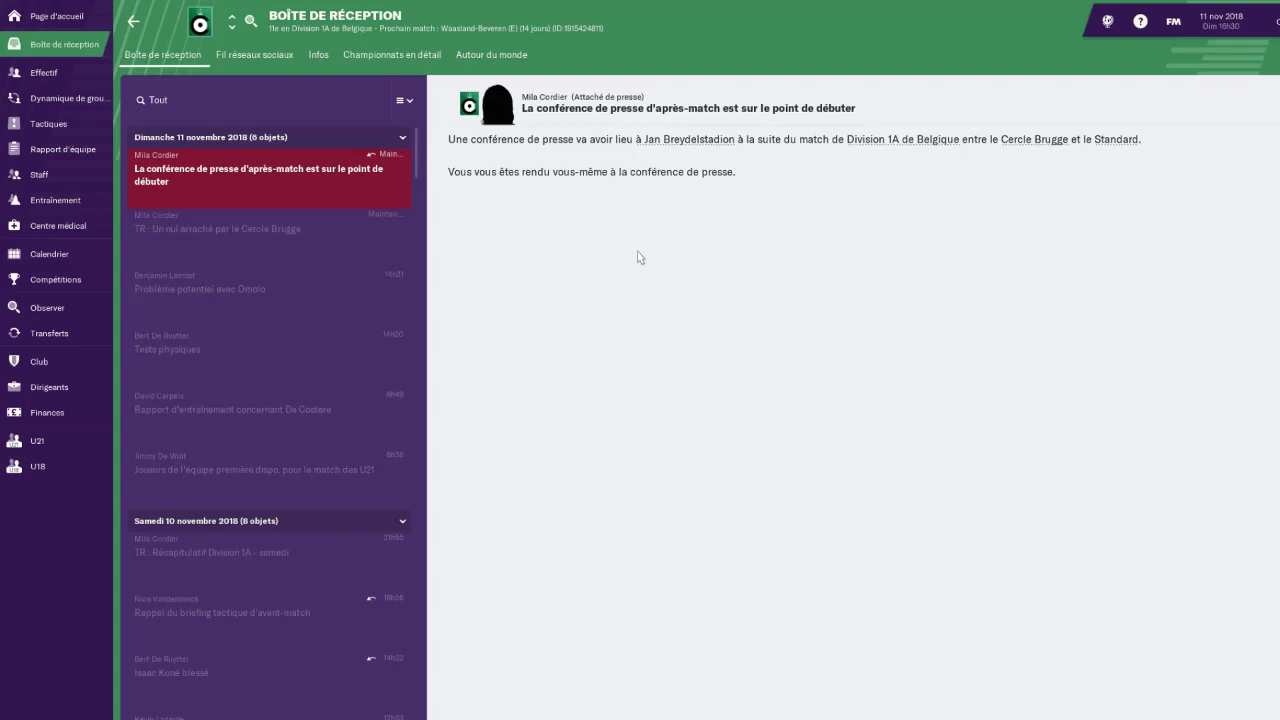 Page d'accueil
Boîte de réception
Effectif
Dynamique de grou...
Tactiques
Rapport d'équipe
Staff
Entraînement
Centre médical
Calendrier
Compétitions
Observer
Transferts
Club
Dirigeants
Finances
U21
U18
BOÎTE DE RÉCEPTION
11e en Division 1A de Belgique - Prochain match : Waasland-Beveren (E) (14 jours) (ID:1915424811)
FM
11 nov 2018
Dim 16h30
Boîte de réception
Fil réseaux sociaux
Infos
Championnats en détail
Autour du monde
Tout
Dimanche 11 novembre 2018 (6 objets)
Mila Cordier Main...
La conférence de presse d'après-match est sur le point de
débuter
Mila Cordier Mainten...
TR : Un nul arraché par le Cercle Brugge
Benjamin Lambot 14h21
Problème potentiel avec Omolo
Bert De Ruytter 14h20
Tests physiques
David Carpels 8h49
Rapport d'entraînement concernant De Costere
Jimmy De Wulf 8h38
Joueurs de l'équipe première dispo. pour le match des U21
Samedi 10 novembre 2018 (8 objets)
Mila Cordier 21h55
TR : Récapitulatif Division 1A - samedi
Nico Vanderdonck 18h56
Rappel du briefing tactique d'avant-match
Bert De Ruytter 14h22
Isaac Koné blessé
Mila Cordier (Attaché de presse)
La conférence de presse d'après-match est sur le point de débuter
Une conférence de presse va avoir lieu à Jan Breydelstadion à la suite du match de Division 1A de Belgique entre le Cercle Brugge et le Standard.
Vous vous êtes rendu vous-même à la conférence de presse.